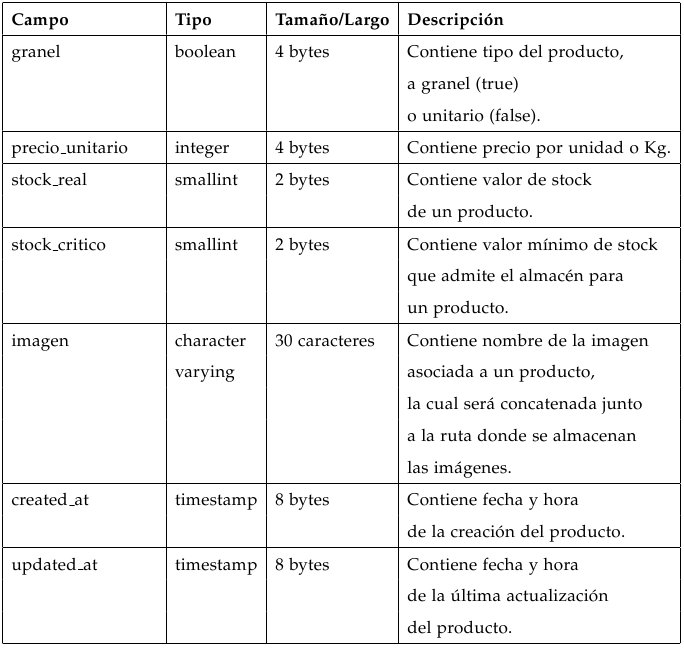 Campo Tipo Tamaño/Largo Descripción
granel boolean 4 bytes Contiene tipo del producto,
a granel (true)
o unitario (false).
precio_unitario integer 4 bytes Contiene precio por unidad o Kg.
stock_real smallint 2 bytes Contiene valor de stock
de un producto.
stock_critico smallint 2 bytes Contiene valor mínimo de stock
que admite el almacén para
un producto.
imagen character 30 caracteres Contiene nombre de la imagen
varying asociada a un producto,
la cual será concatenada junto
a la ruta donde se almacenan
las imágenes.
created_at timestamp 8 bytes Contiene fecha y hora
de la creación del producto.
updated_at timestamp 8 bytes Contiene fecha y hora
de la última actualización
del producto.